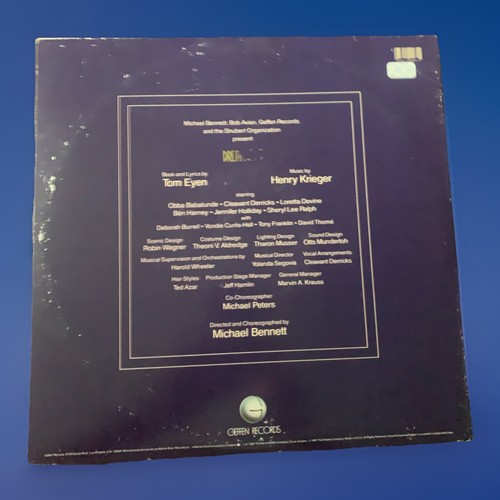 Michael Bennett, Bob Avian, Geffen Records
and the Shubert Organization
present
Book and Lyrics by
Tom Eyen
Music by
Henry Krieger
starring
Obba Babatunde • Cleavant Derricks • Loretta Devine
Ben Harney • Jennifer Holliday • Sheryl Lee Ralph
with
Deborah Burrell • Vondie Curtis-Hall • Tony Franklin • David Thomé
Scenic Design
Robin Wagner
Costume Design
Theoni V. Aldredge
Lighting Design
Tharon Musser
Sound Design
Otts Munderloh
Musical Supervision and Orchestrations by
Harold Wheeler
Musical Director
Yolanda Segovia
Vocal Arrangements
Cleavant Derricks
Hair Styles
Ted Azar
Production Stage Manager
Jeff Hamlin
General Manager
Marvin A. Krauss
Co-Choreographer
Michael Peters
Directed and Choreographed by
Michael Bennett
GEFFEN RECORDS